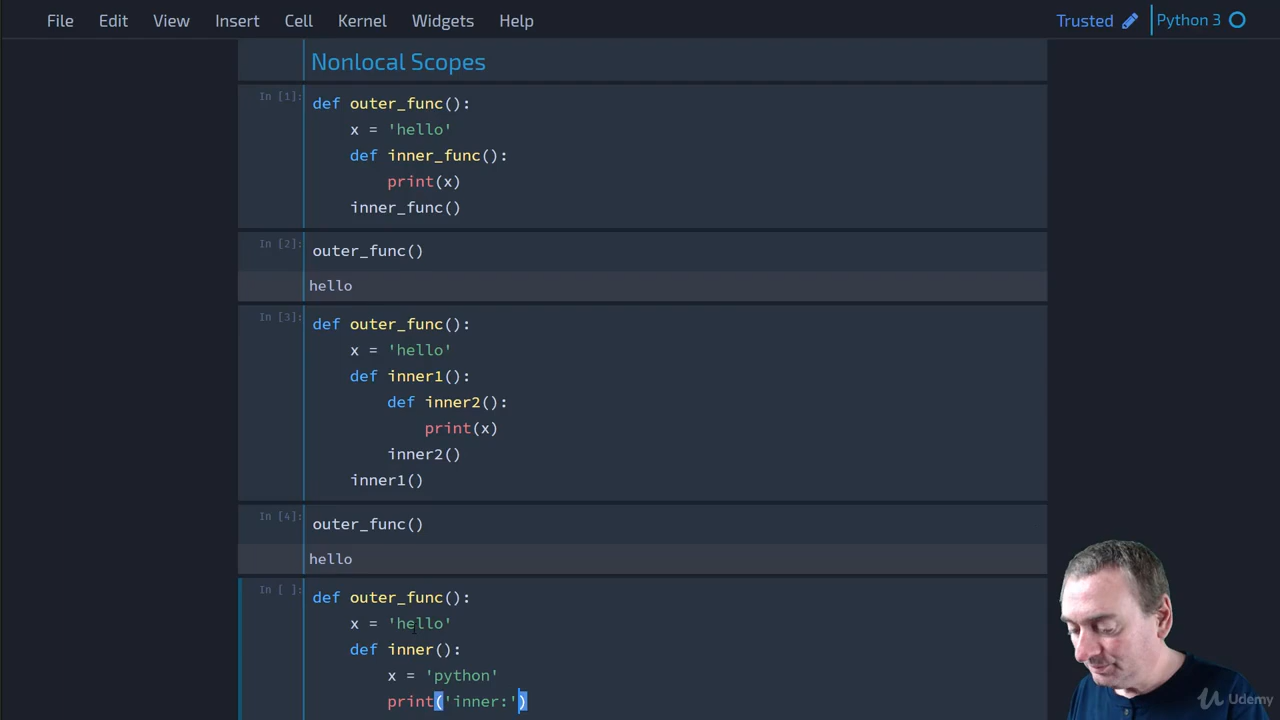 File Edit View Insert Cell Kernel Widgets Help Trusted Python 3
Nonlocal Scopes
In [1]: def outer_func():
x = 'hello'
def inner_func():
print(x)
inner_func()
In [2]: outer_func()
hello
In [3]: def outer_func():
x = 'hello'
def inner1():
def inner2():
print(x)
inner2()
inner1()
In [4]: outer_func()
hello
In [ ]: def outer_func():
x = 'hello'
def inner():
x = 'python'
print('inner:')
Udemy